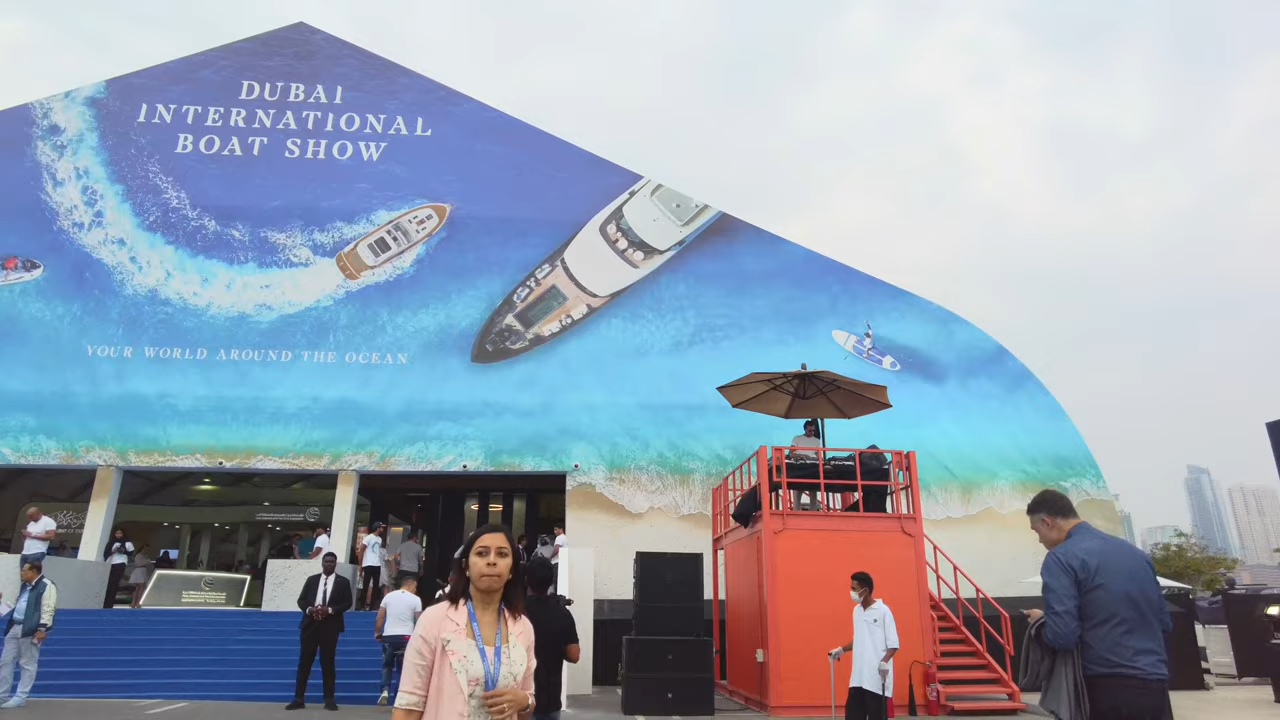 DUBAI
INTERNATIONAL
BOAT SHOW
YOUR WORLD AROUND THE OCEAN